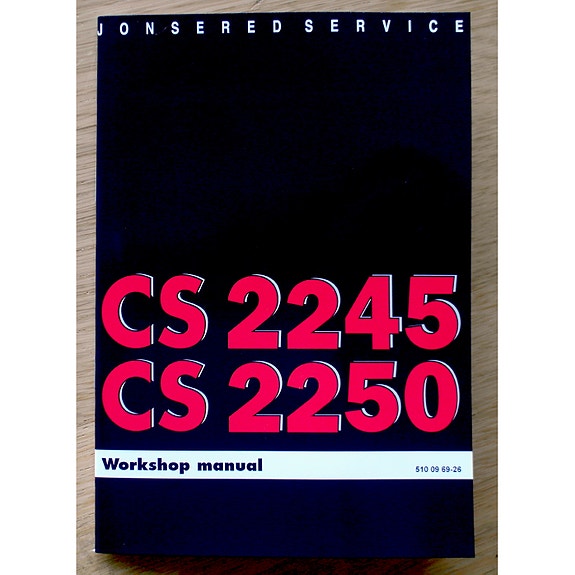 JONSERED SERVICE
CS 2245
CS 2250
Workshop manual 510 09 69-26